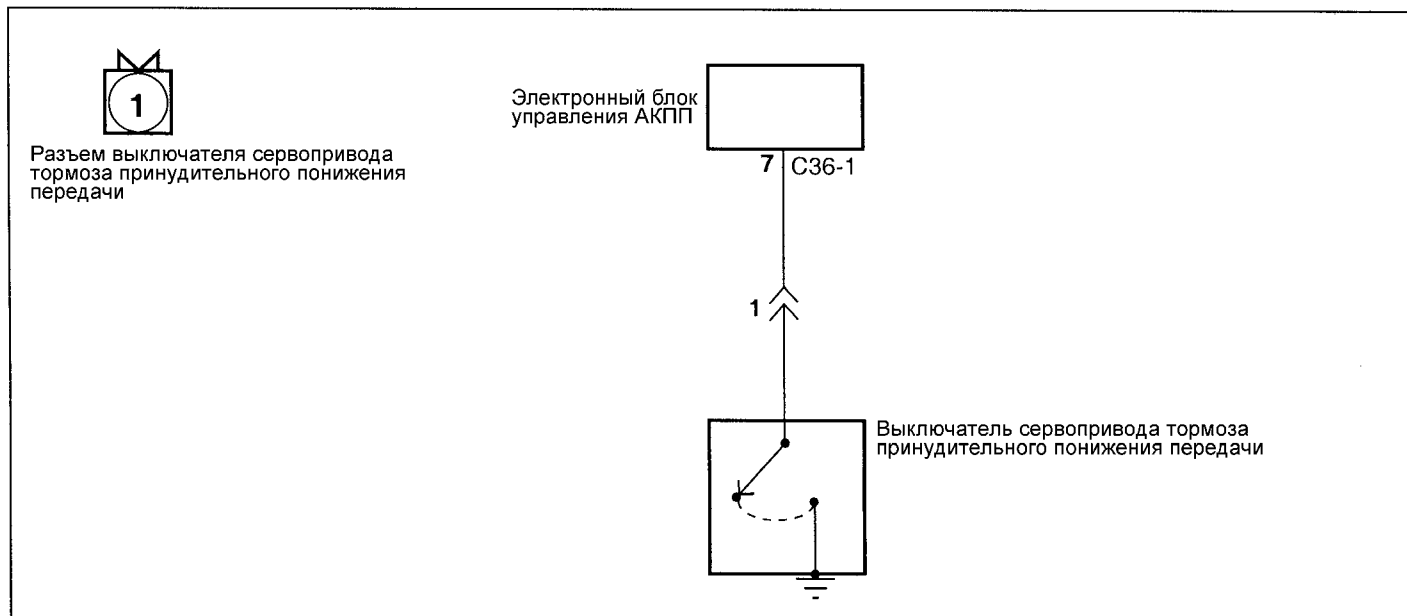 1
Разъем выключателя сервопривода
тормоза принудительного понижения
передачи
Электронный блок
управления АКПП
7 C36-1
1
Выключатель сервопривода тормоза
принудительного понижения передачи